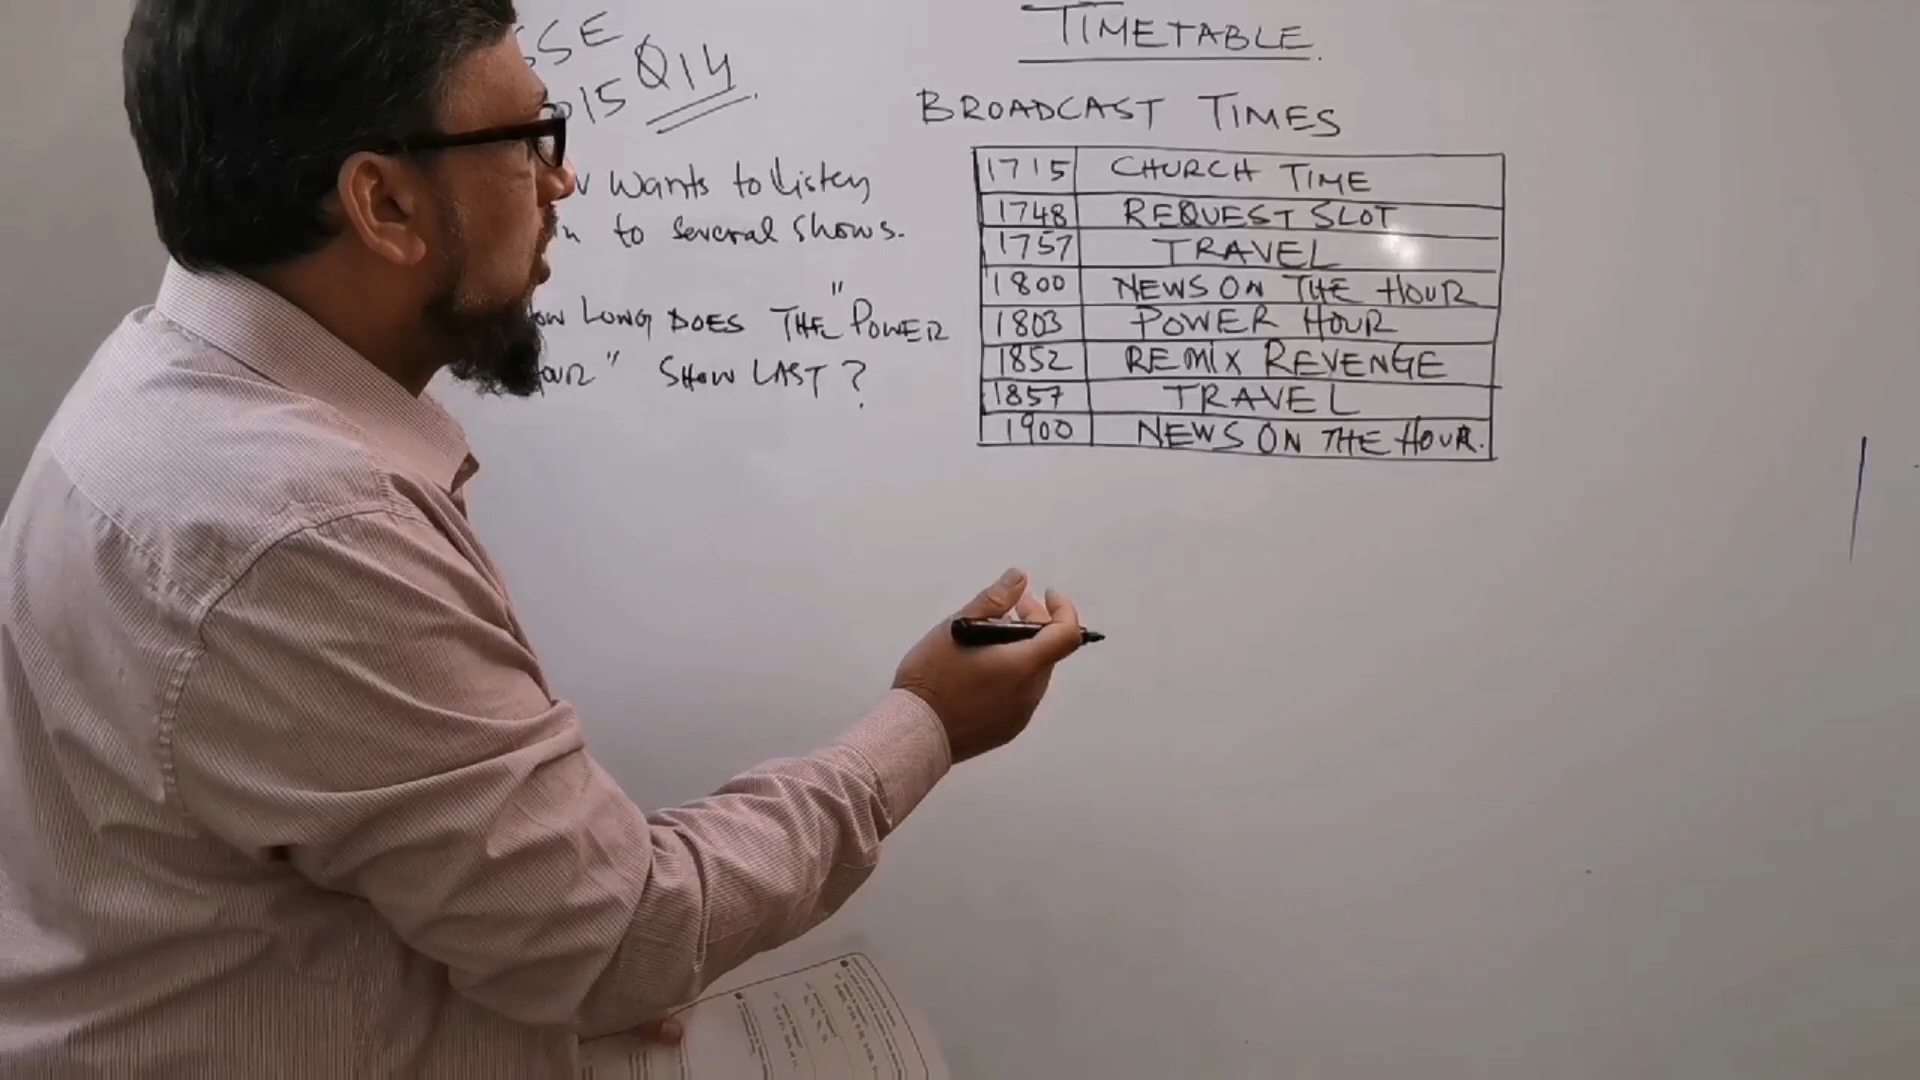 SSE
015 Q14
wants to listen
to several shows.
LONG DOES THE "POWER
" SHOW LAST?
TIMETABLE
BROADCAST TIMES
1715 CHURCH TIME
1748 REQUEST SLOT
1757 TRAVEL
1800 NEWS ON THE HOUR
1803 POWER HOUR
1852 REMIX REVENGE
1857 TRAVEL
1900 NEWS ON THE HOUR.